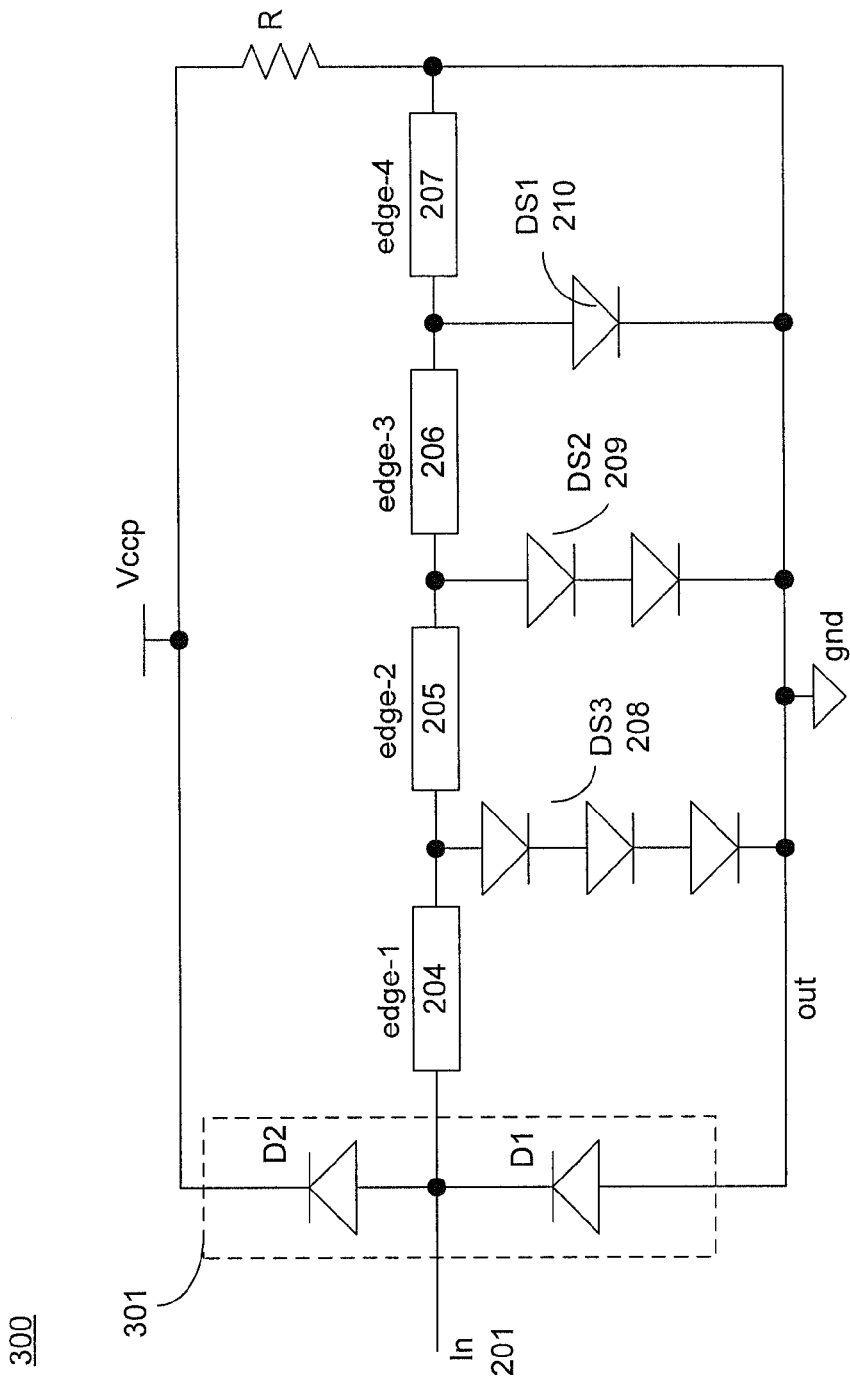 300
301
Vccp
R
D2
D1
In
201
edge-1
204
edge-2
205
edge-3
206
edge-4
207
DS3
208
DS2
209
DS1
210
out
gnd